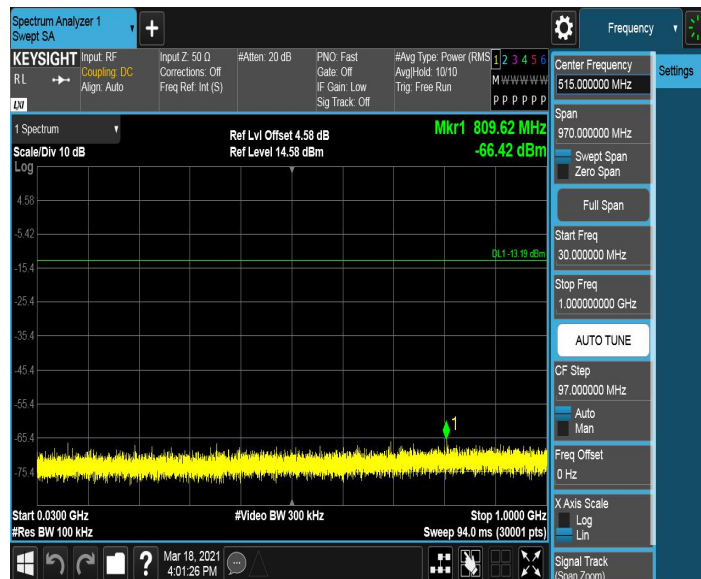 Spectrum Analyzer 1
Swept SA
+
Frequency
KEYSIGHT
RL
LXI
Input: RF
Coupling: DC
Align: Auto
Input Z: 50 Ω
Corrections: Off
Freq Ref: Int (S)
#Atten: 20 dB
PNO: Fast
Gate: Off
IF Gain: Low
Sig Track: Off
#Avg Type: Power (RMS
Avg|Hold: 10/10
Trig: Free Run
1 2 3 4 5 6
M W W W W W
P P P P P P
1 Spectrum
Scale/Div 10 dB
Log
Ref Lvl Offset 4.58 dB
Ref Level 14.58 dBm
Mkr1 809.62 MHz
-66.42 dBm
4.58
-5.42
DL1 -13.19 dBm
-15.4
-25.4
-35.4
-45.4
-55.4
1
-65.4
-75.4
Start 0.0300 GHz
#Res BW 100 kHz
#Video BW 300 kHz
Stop 1.0000 GHz
Sweep 94.0 ms (30001 pts)
?
Mar 18, 2021
4:01:26 PM
Center Frequency
515.000000 MHz
Settings
Span
970.000000 MHz
Swept Span
Zero Span
Full Span
Start Freq
30.000000 MHz
Stop Freq
1.000000000 GHz
AUTO TUNE
CF Step
97.000000 MHz
Auto
Man
Freq Offset
0 Hz
X Axis Scale
Log
Lin
Signal Track
(Span Zoom)